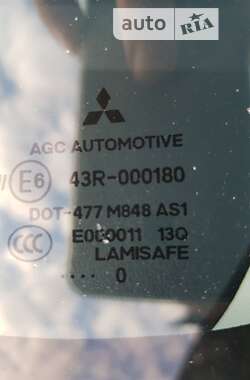 auto RIA
AGC AUTOMOTIVE
E6 43R-000180
DOT-477 M848 AS1
CCC E000011 13Q
LAMISAFE
.... 0